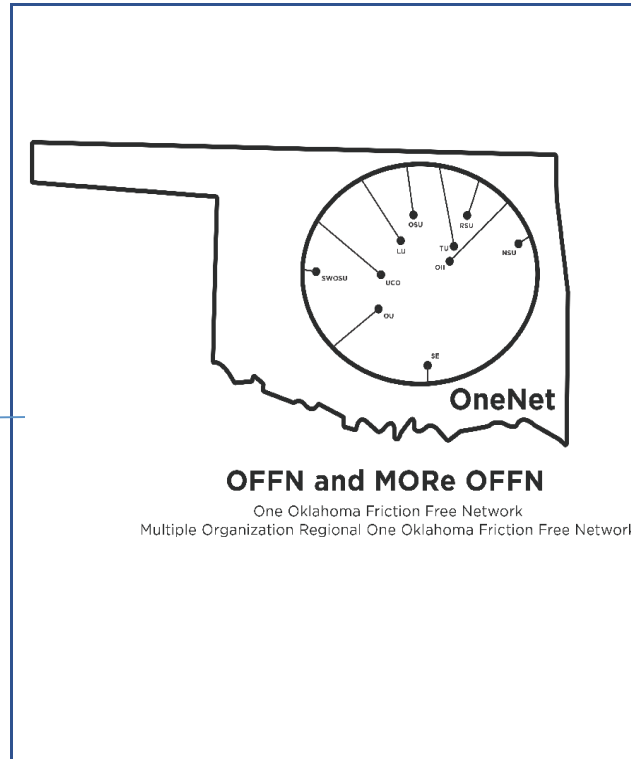 OSU
RSU
LU
TU
NSU
OII
SWOSU
UCO
OU
SE
OneNet
OFFN and MORe OFFN
One Oklahoma Friction Free Network
Multiple Organization Regional One Oklahoma Friction Free Network